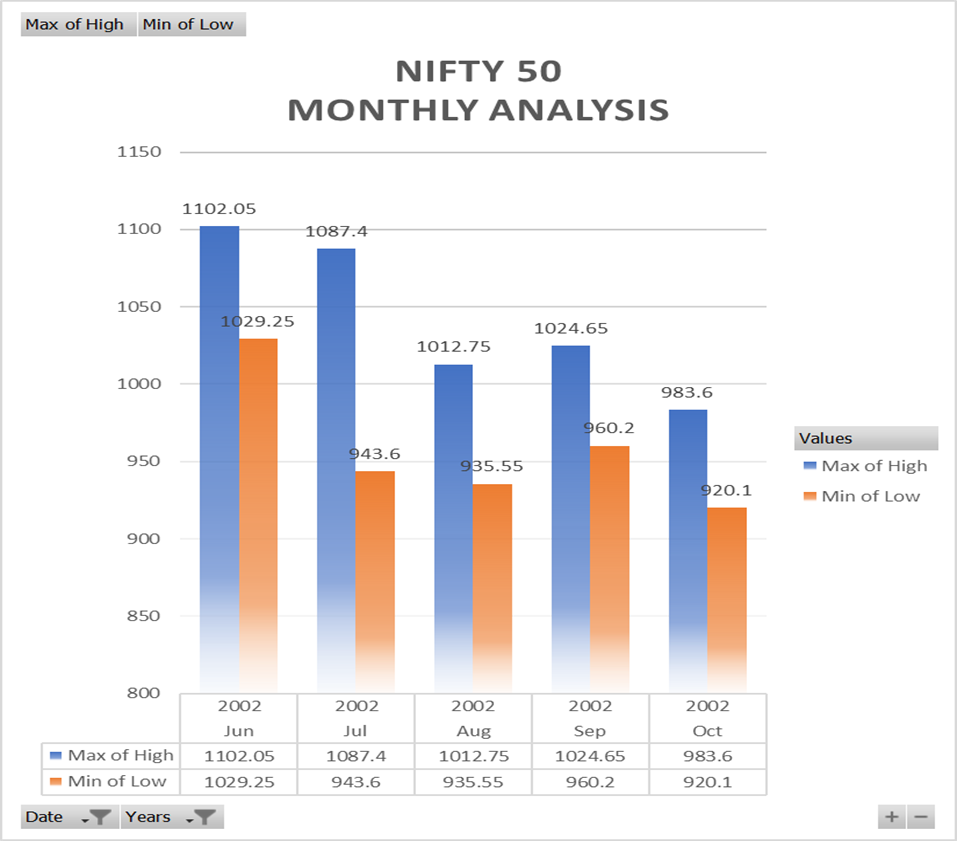 Max of High Min of Low
NIFTY 50
MONTHLY ANALYSIS
1150
1102.05
1100
1087.4
1050
1029.25
1024.65
1012.75
1000
983.6
960.2
950
943.6
935.55
920.1
900
850
800
Values
Max of High
Min of Low
2002 2002 2002 2002 2002
Jun Jul Aug Sep Oct
Max of High 1102.05 1087.4 1012.75 1024.65 983.6
Min of Low 1029.25 943.6 935.55 960.2 920.1
Date Years + −